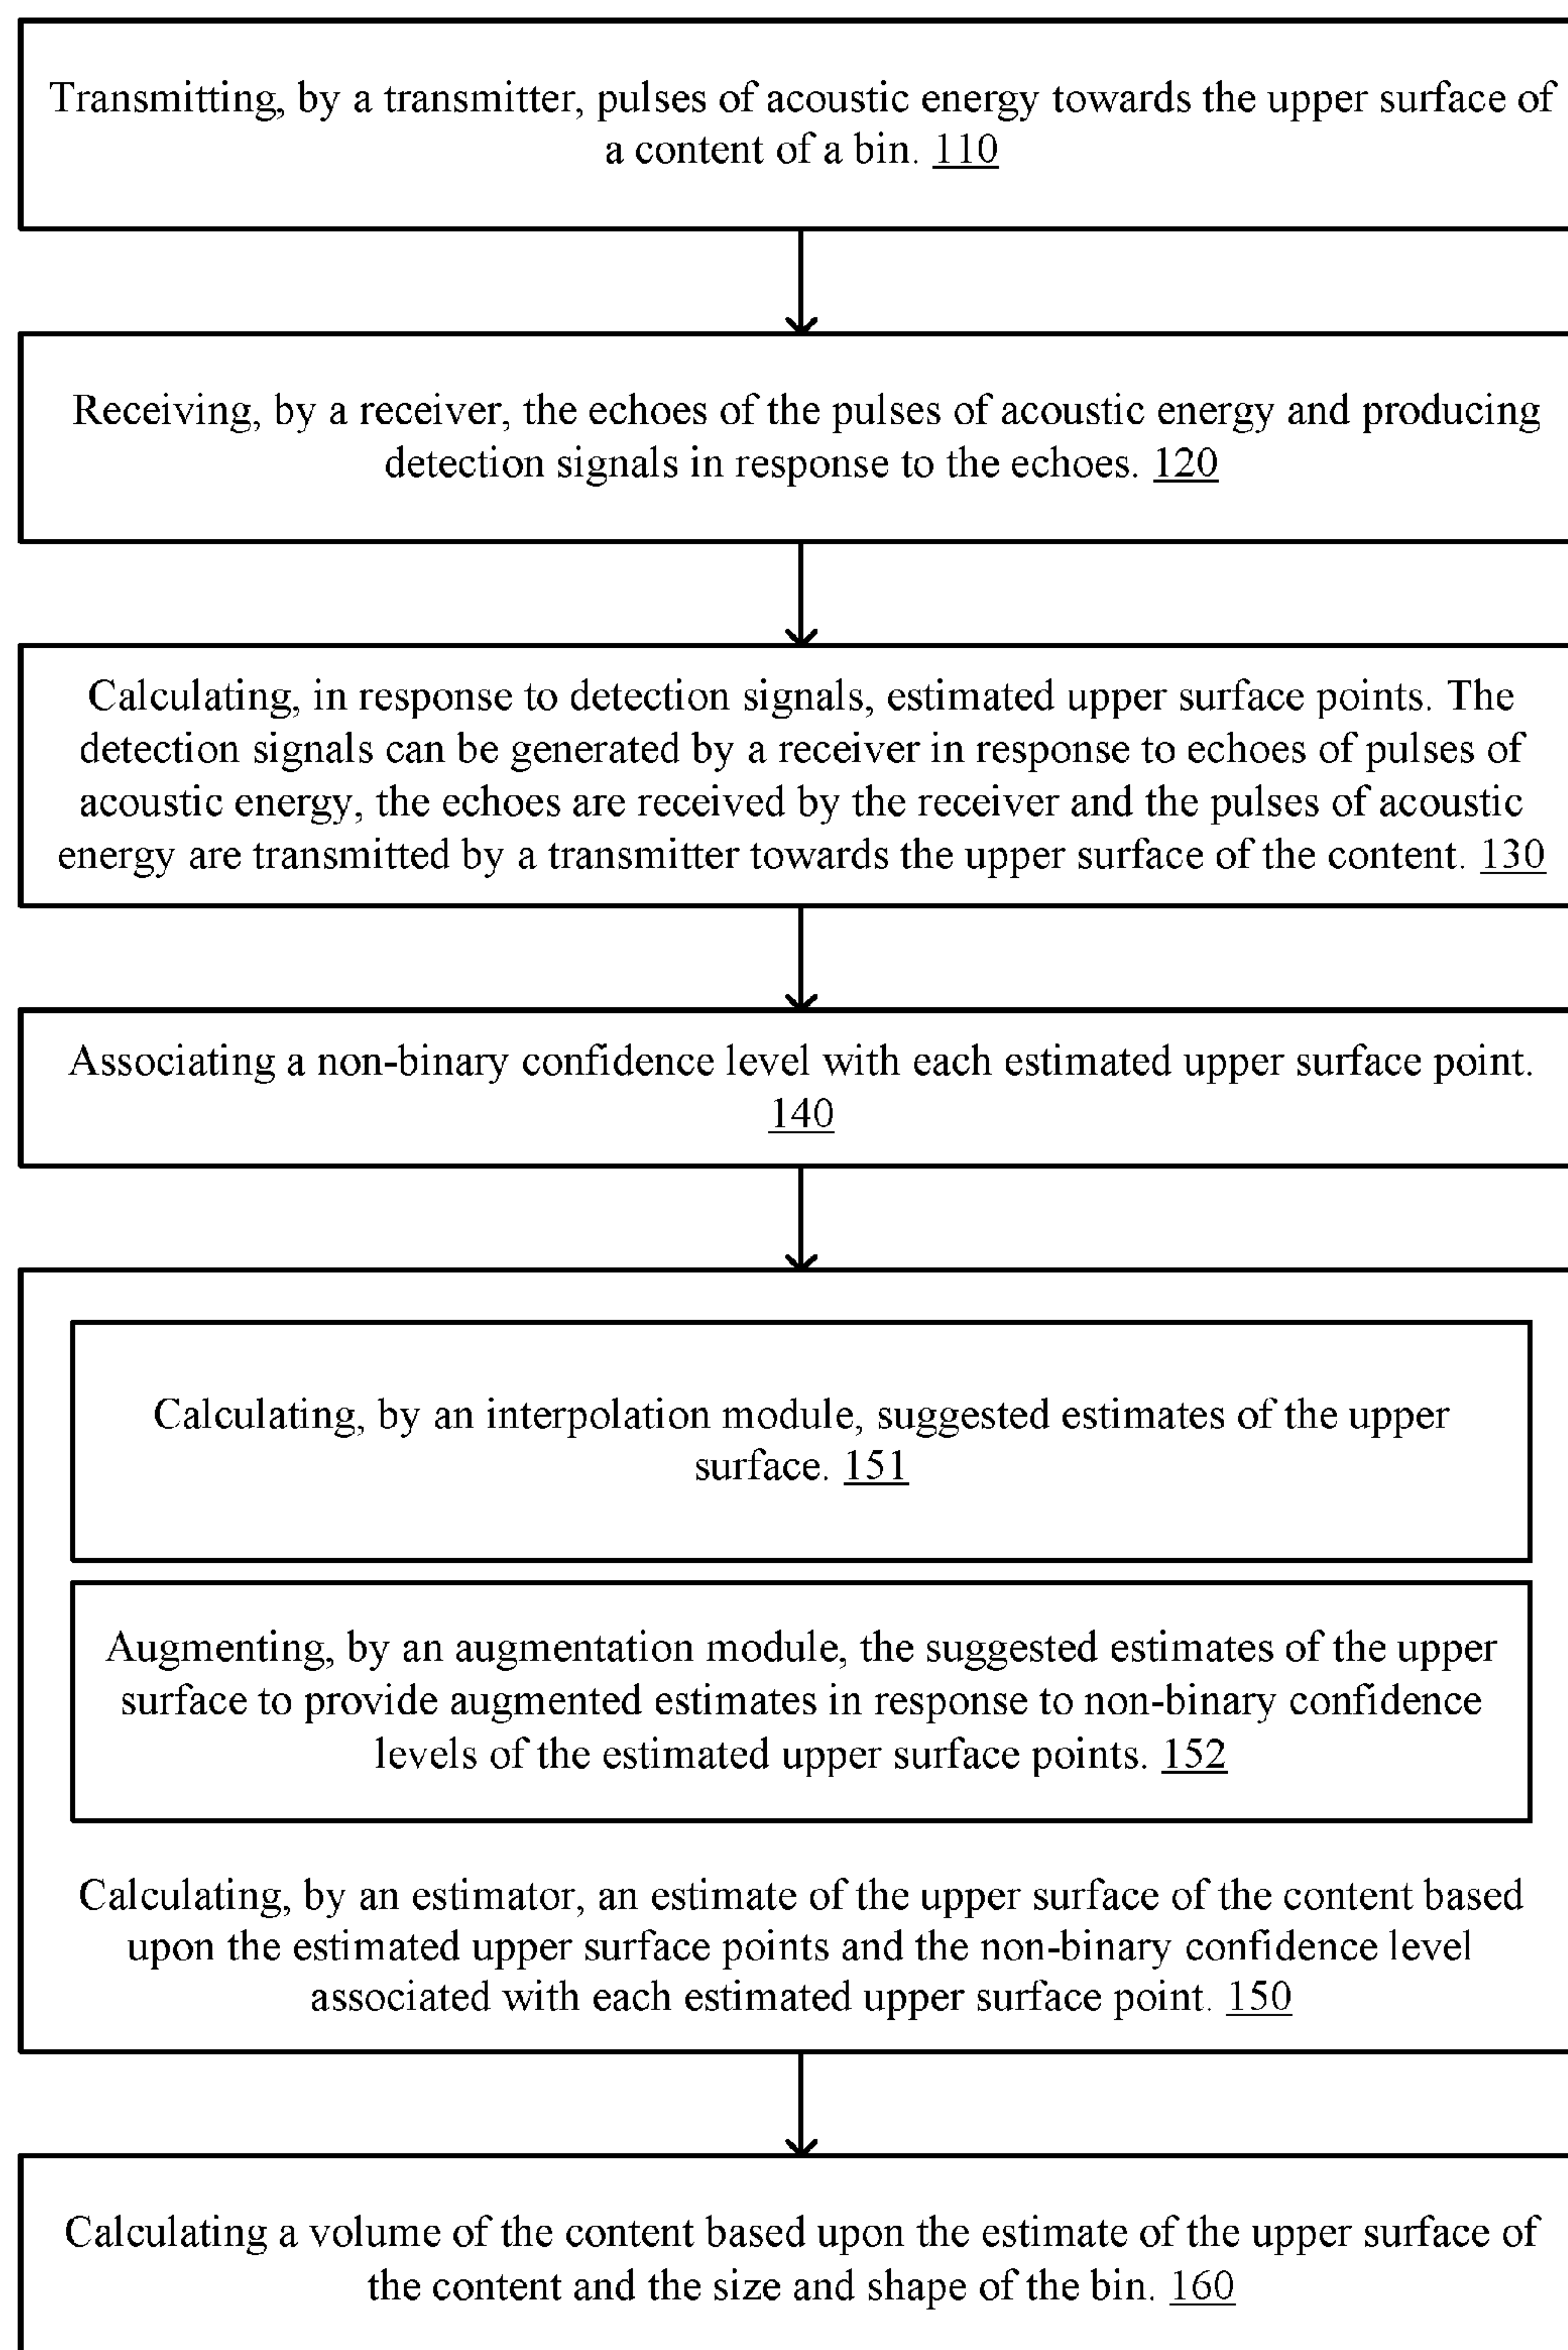 Transmitting, by a transmitter, pulses of acoustic energy towards the upper surface of
a content of a bin. 110
Receiving, by a receiver, the echoes of the pulses of acoustic energy and producing
detection signals in response to the echoes. 120
Calculating, in response to detection signals, estimated upper surface points. The
detection signals can be generated by a receiver in response to echoes of pulses of
acoustic energy, the echoes are received by the receiver and the pulses of acoustic
energy are transmitted by a transmitter towards the upper surface of the content. 130
Associating a non-binary confidence level with each estimated upper surface point.
140
Calculating, by an interpolation module, suggested estimates of the upper
surface. 151
Augmenting, by an augmentation module, the suggested estimates of the upper
surface to provide augmented estimates in response to non-binary confidence
levels of the estimated upper surface points. 152
Calculating, by an estimator, an estimate of the upper surface of the content based
upon the estimated upper surface points and the non-binary confidence level
associated with each estimated upper surface point. 150
Calculating a volume of the content based upon the estimate of the upper surface of
the content and the size and shape of the bin. 160